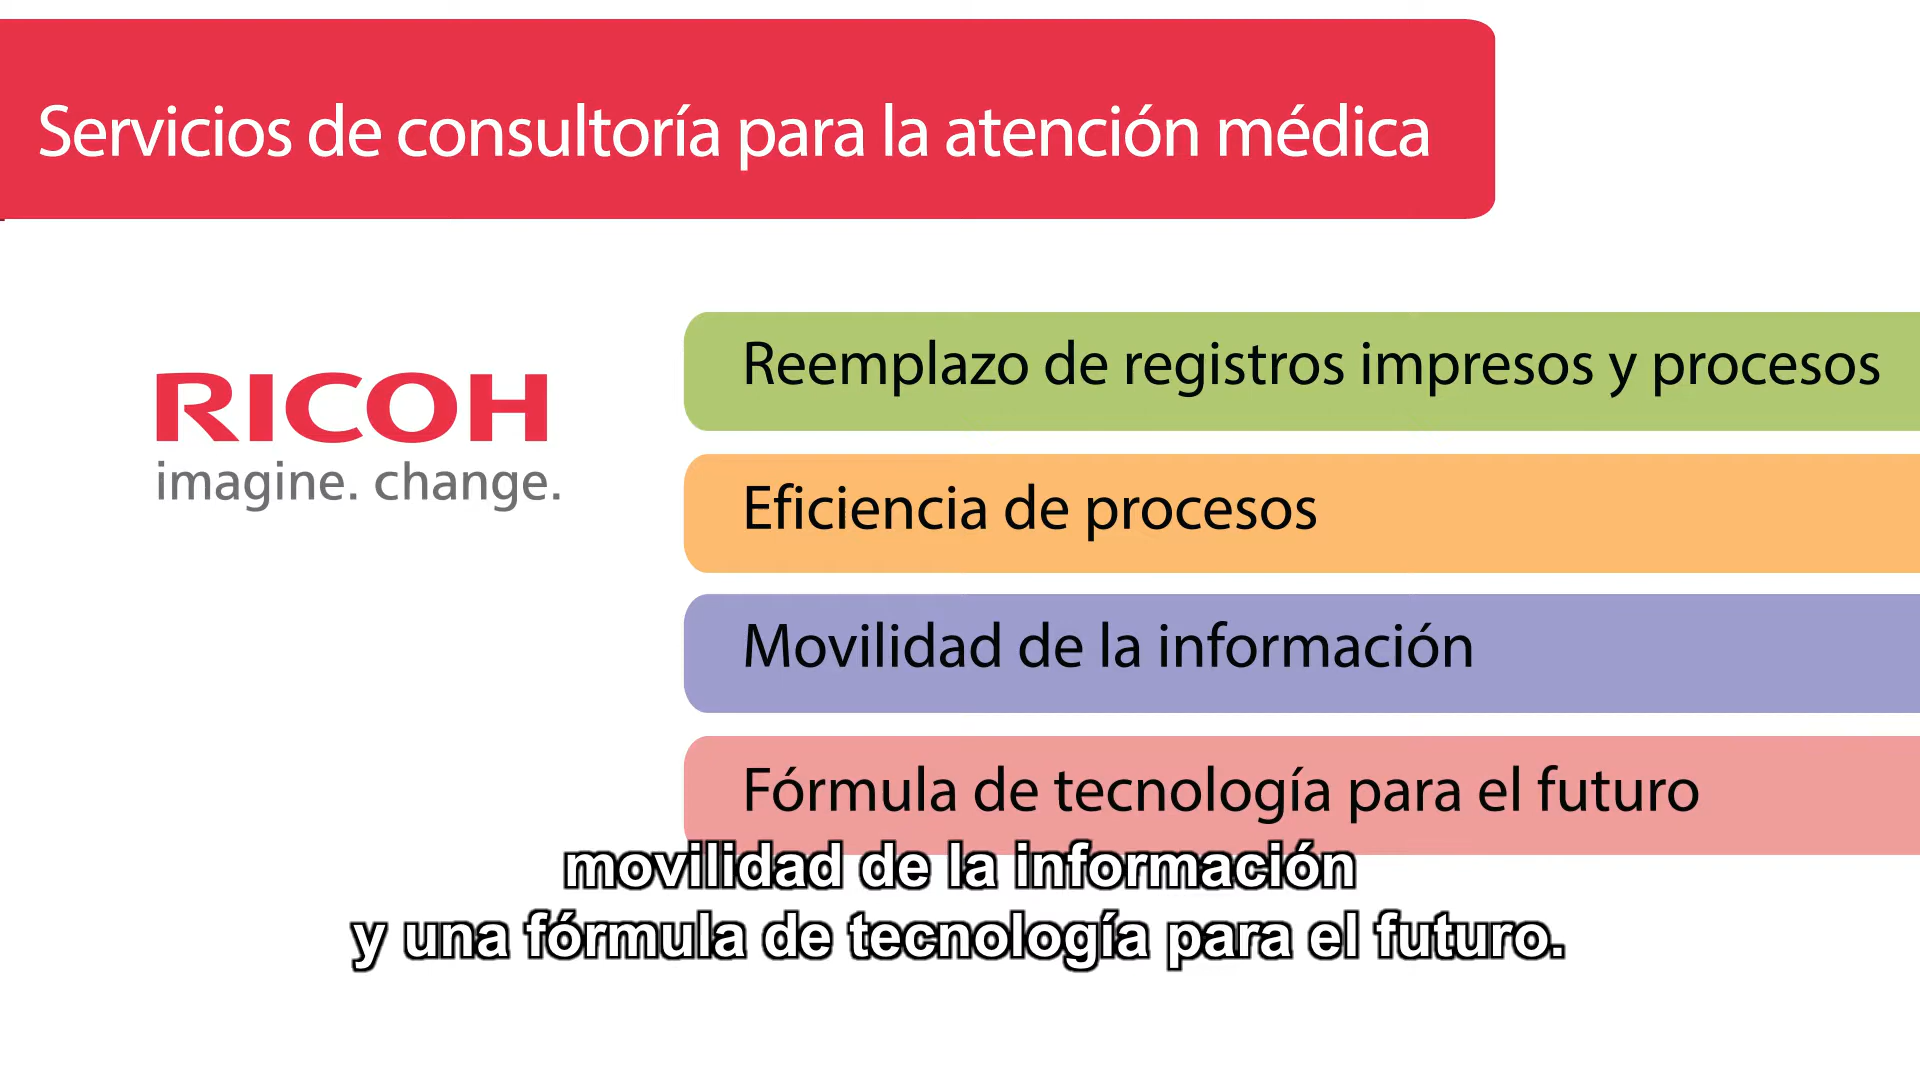 Servicios de consultoría para la atención médica
RICOH
imagine. change.
Reemplazo de registros impresos y procesos
Eficiencia de procesos
Movilidad de la información
Fórmula de tecnología para el futuro
movilidad de la información
y una fórmula de tecnología para el futuro.